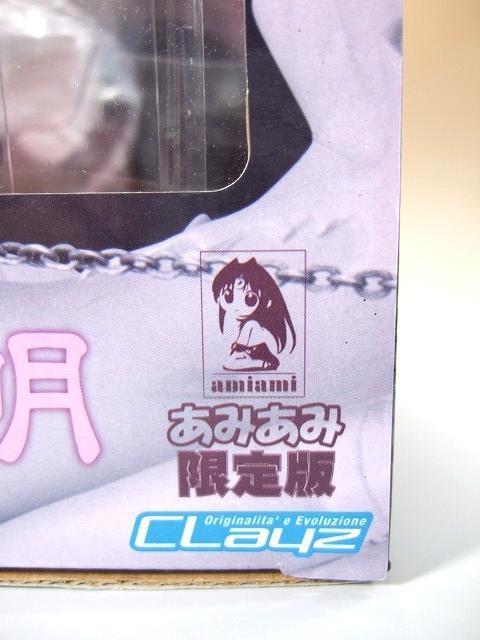 amiami
あみあみ
限定版
Originalita' e Evoluzione
CLayz